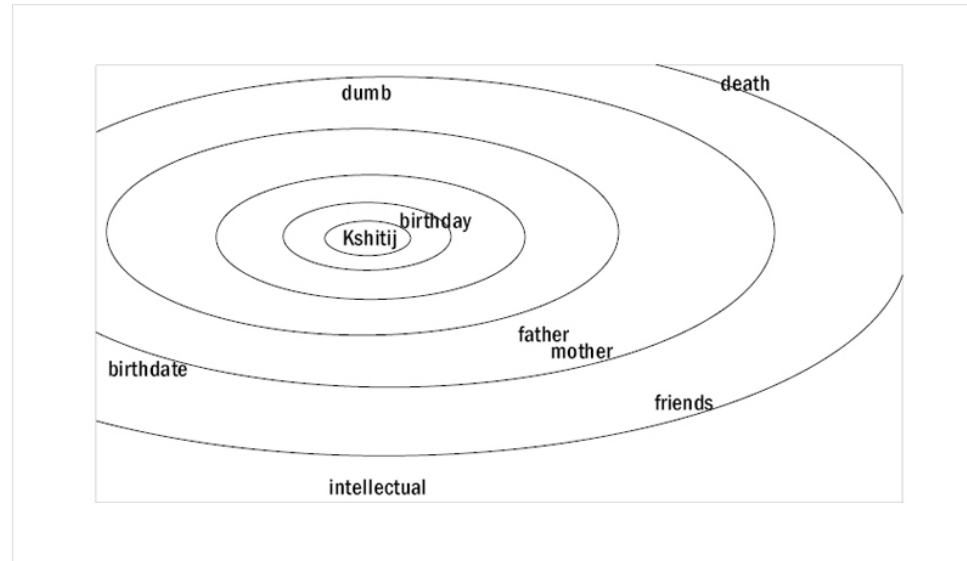 death
dumb
birthday
Kshitij
father
mother
birthdate
friends
intellectual